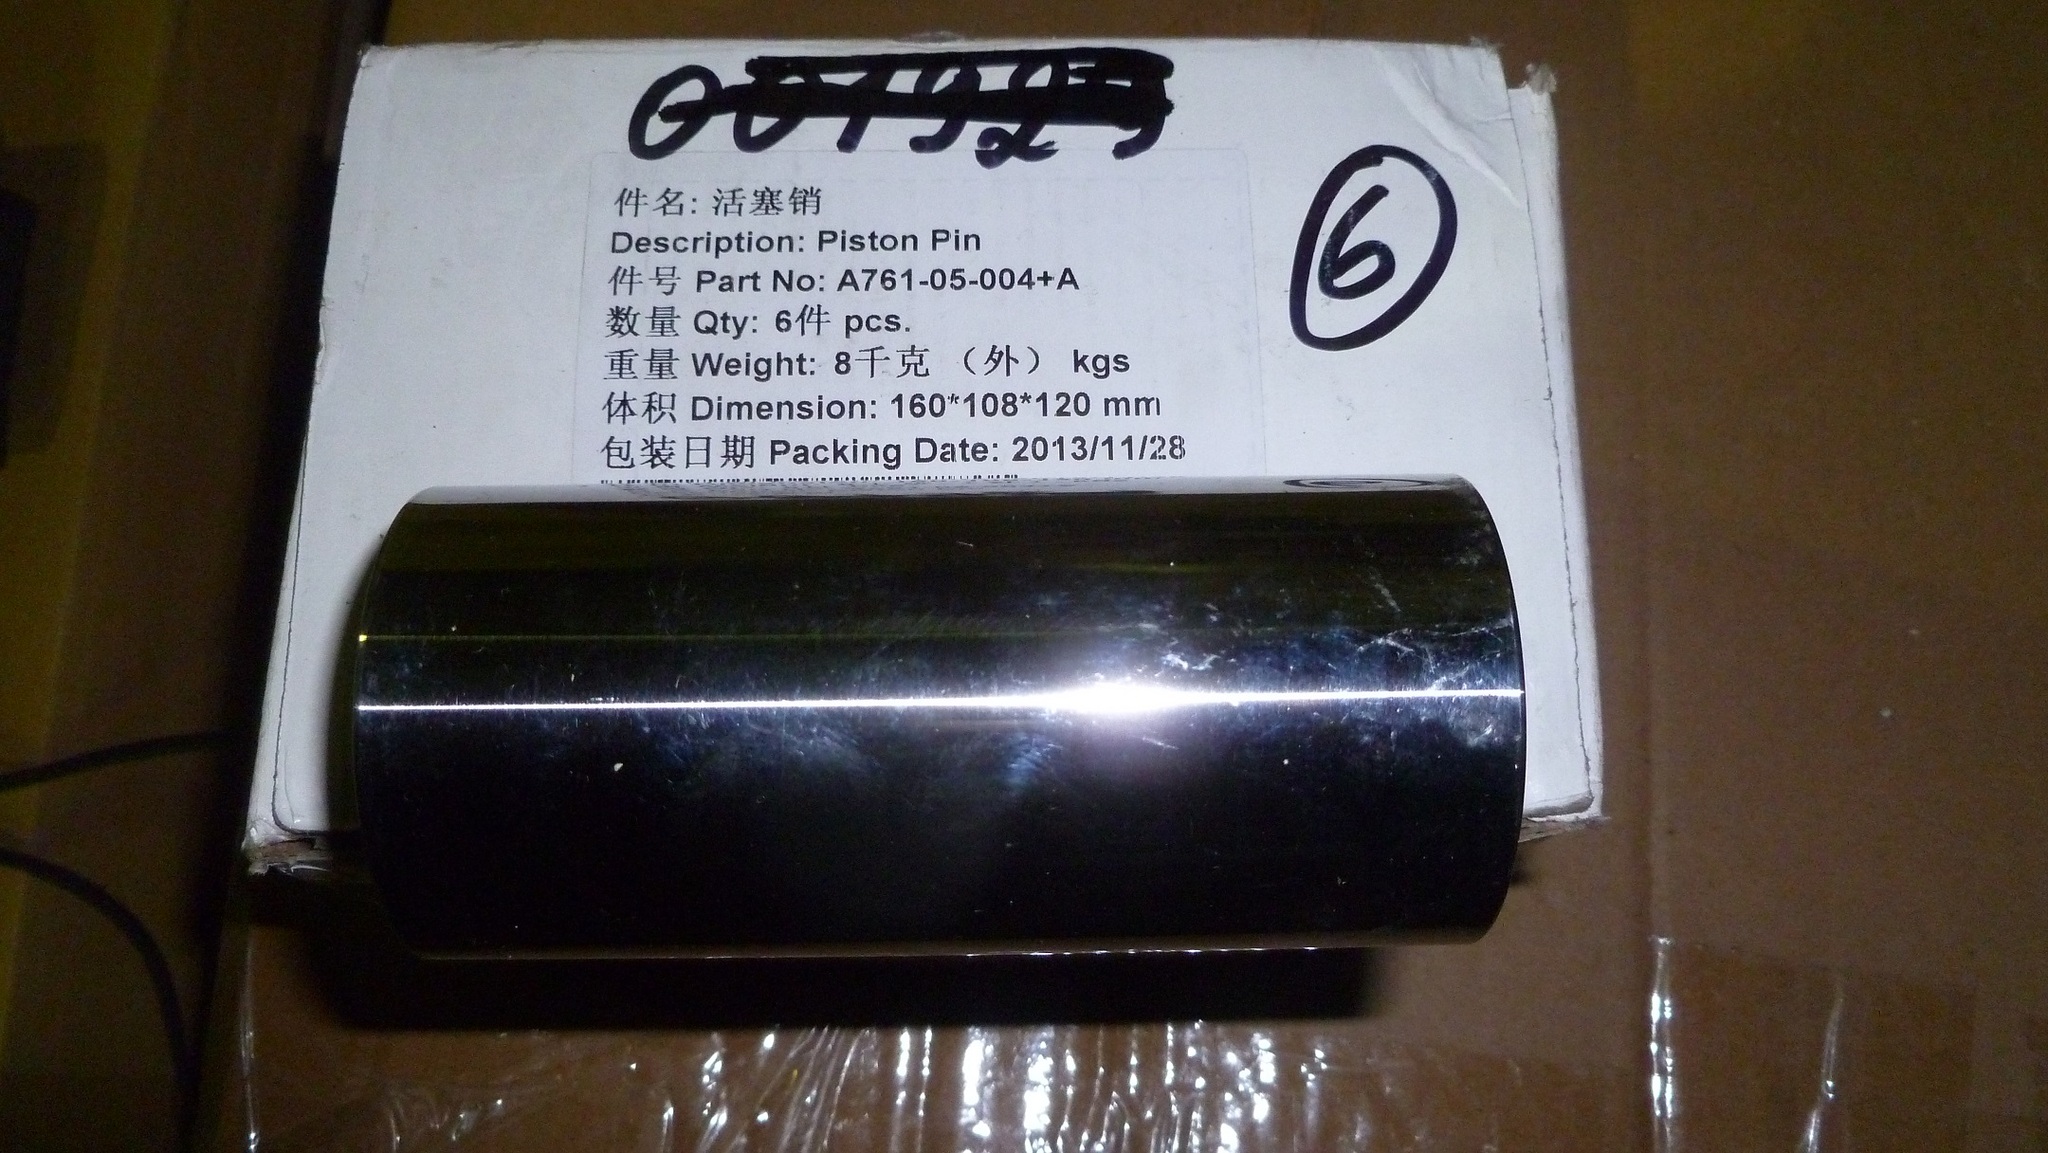 001925
件名: 活塞销
Description: Piston Pin
件号 Part No: A761-05-004+A
数量 Qty: 6件 pcs.
重量 Weight: 8千克 （外） kgs
体积 Dimension: 160*108*120 mm
包装日期 Packing Date: 2013/11/28
6